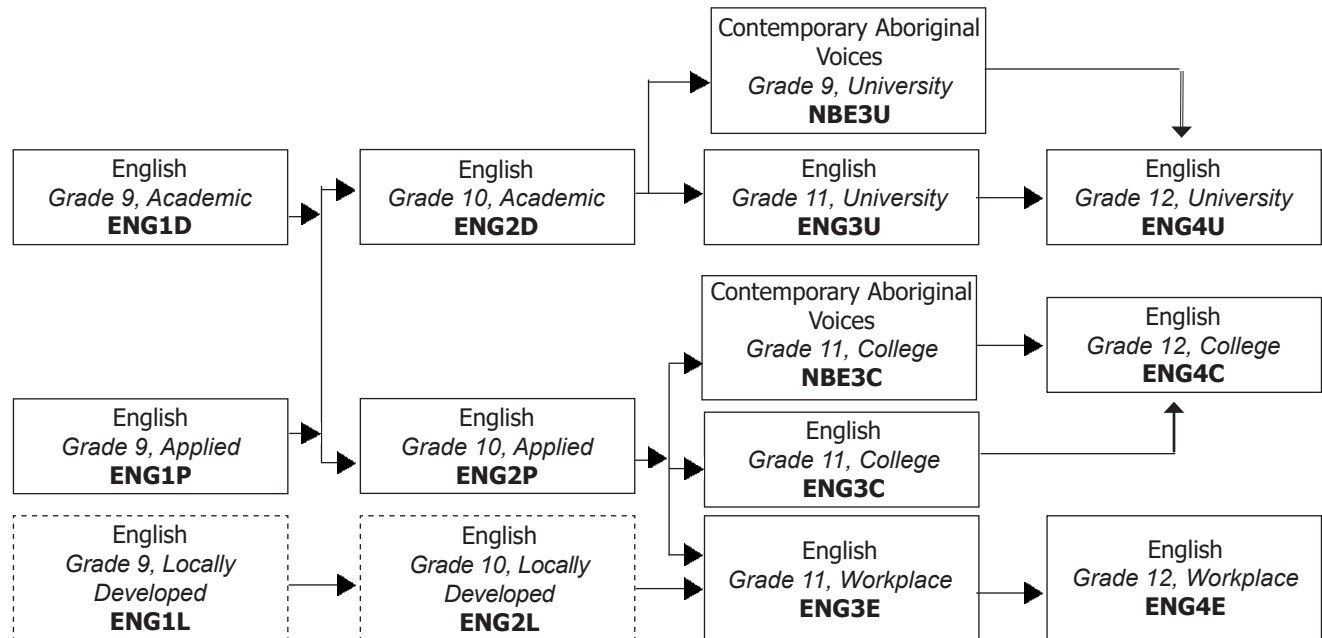 Contemporary Aboriginal
Voices
Grade 9, University
NBE3U
English
Grade 9, Academic
ENG1D
English
Grade 10, Academic
ENG2D
English
Grade 11, University
ENG3U
English
Grade 12, University
ENG4U
Contemporary Aboriginal
Voices
Grade 11, College
NBE3C
English
Grade 12, College
ENG4C
English
Grade 9, Applied
ENG1P
English
Grade 10, Applied
ENG2P
English
Grade 11, College
ENG3C
English
Grade 9, Locally
Developed
ENG1L
English
Grade 10, Locally
Developed
ENG2L
English
Grade 11, Workplace
ENG3E
English
Grade 12, Workplace
ENG4E